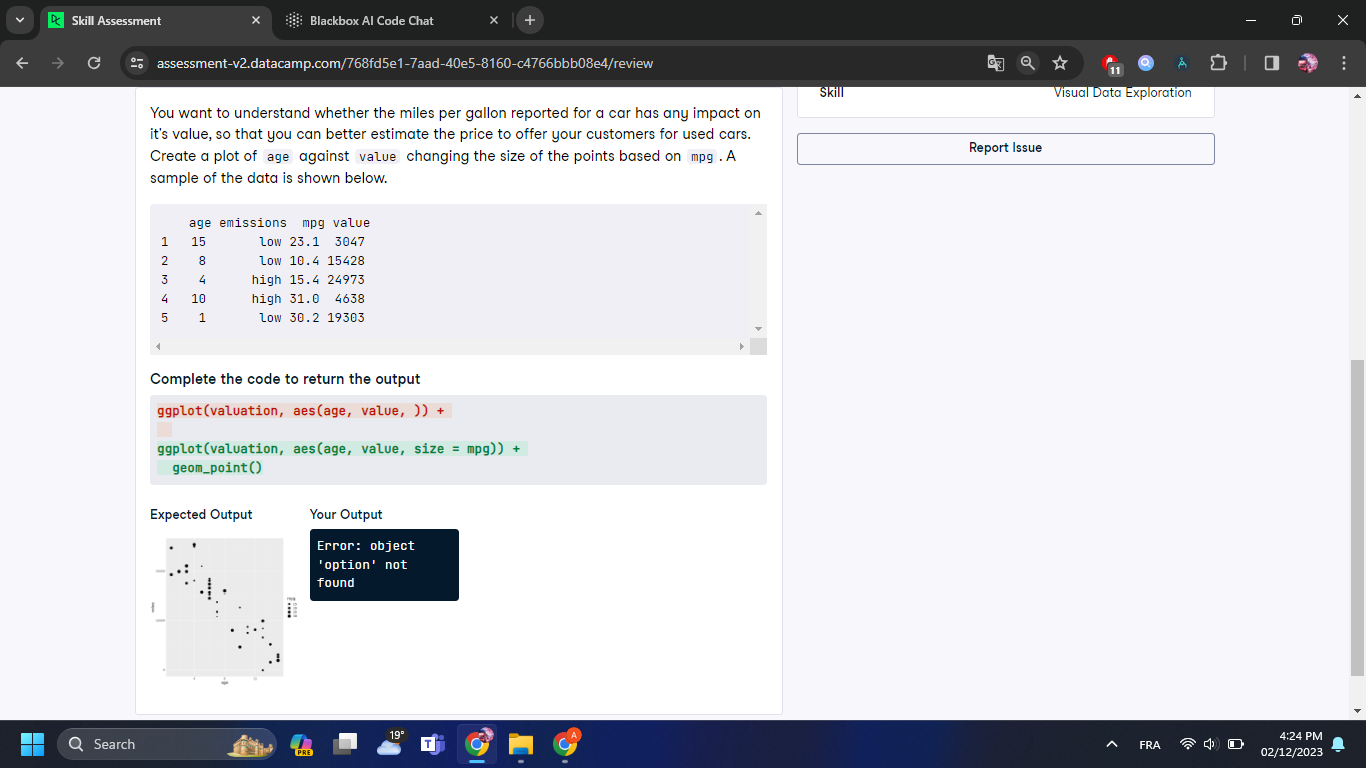 Skill Assessment
Blackbox AI Code Chat
assessment-v2.datacamp.com/768fd5e1-7aad-40e5-8160-c4766bbb08e4/review
11
You want to understand whether the miles per gallon reported for a car has any impact on
it's value, so that you can better estimate the price to offer your customers for used cars.
Create a plot of age against value changing the size of the points based on mpg . A
sample of the data is shown below.
age emissions mpg value
1 15 low 23.1 3047
2 8 low 10.4 15428
3 4 high 15.4 24973
4 10 high 31.0 4638
5 1 low 30.2 19303
Complete the code to return the output
ggplot(valuation, aes(age, value, )) +
ggplot(valuation, aes(age, value, size = mpg)) +
geom_point()
Expected Output
Your Output
Error: object
'option' not
found
Skill
Visual Data Exploration
Report Issue
Search
PRE
19°
A
FRA
4:24 PM
02/12/2023